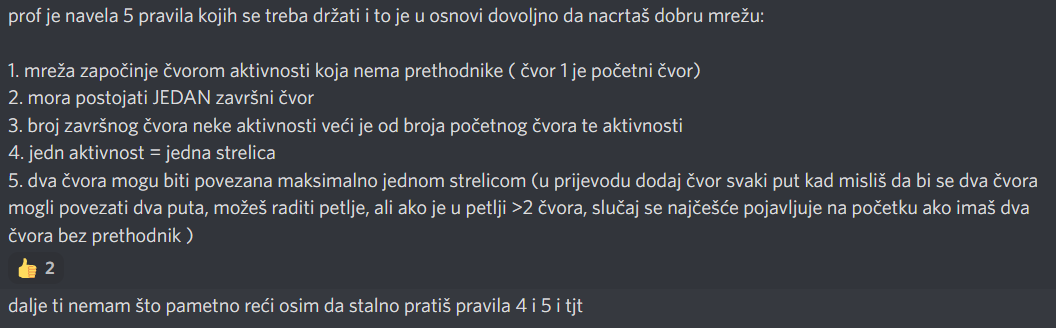 prof je navela 5 pravila kojih se treba držati i to je u osnovi dovoljno da nacrtaš dobru mrežu:
1. mreža započinje čvorom aktivnosti koja nema prethodnike ( čvor 1 je početni čvor)
2. mora postojati JEDAN završni čvor
3. broj završnog čvora neke aktivnosti veći je od broja početnog čvora te aktivnosti
4. jedn aktivnost = jedna strelica
5. dva čvora mogu biti povezana maksimalno jednom strelicom (u prijevodu dodaj čvor svaki put kad misliš da bi se dva čvora
mogli povezati dva puta, možeš raditi petlje, ali ako je u petlji >2 čvora, slučaj se najčešće pojavljuje na početku ako imaš dva
čvora bez prethodnik )
👍 2
dalje ti nemam što pametno reći osim da stalno pratiš pravila 4 i 5 i tjt